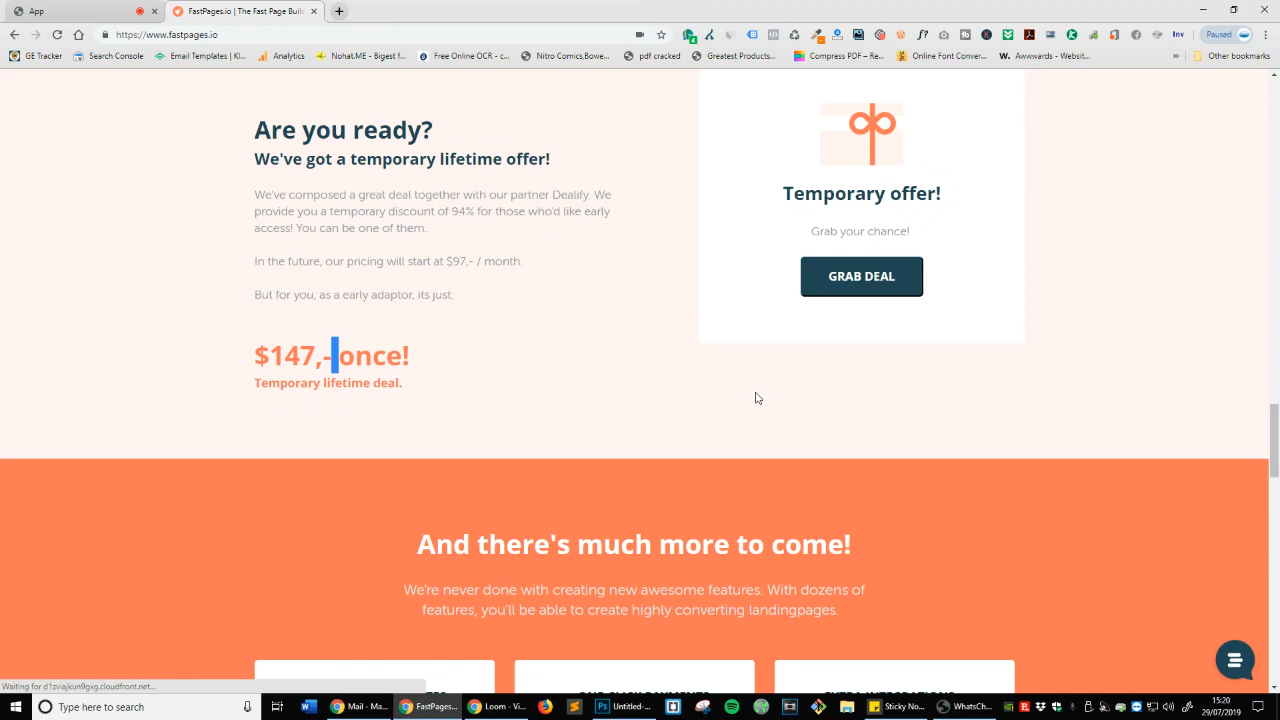 App
FastPages.io | The Fast Page Buil
https://www.fastpages.io
Paused
GE Tracker
Content Digest
Analytics
NohaT.ME - Bigest f...
Free Online OCR - c...
Nitro Comics,Bowe...
pdf cracked
Greatest Products...
Compress PDF – Re...
Online Font Conver...
Awwwards - Websit...
Other bookmarks
Are you ready?
We've got a temporary lifetime offer!
We've composed a great deal together with our partner Dealify. We
provide you a temporary discount of 94% for those who'd like early
access! You can be one of them.
In the future, our pricing will start at $97,- / month.
But for you, as a early adaptor, its just:
$147,- once!
Temporary lifetime deal.
Temporary offer!
Grab your chance!
GRAB DEAL
And there's much more to come!
We're never done with creating new awesome features. With dozens of
features, you'll be able to create highly converting landingpages.
Waiting for d1zviajkun9gxg.cloudfront.net...
Type here to search
Mail - Ma...
FastPages...
Loom - Vi...
Untitled-...
Sticky No...
WhatsCh...
15:20
29/07/2019